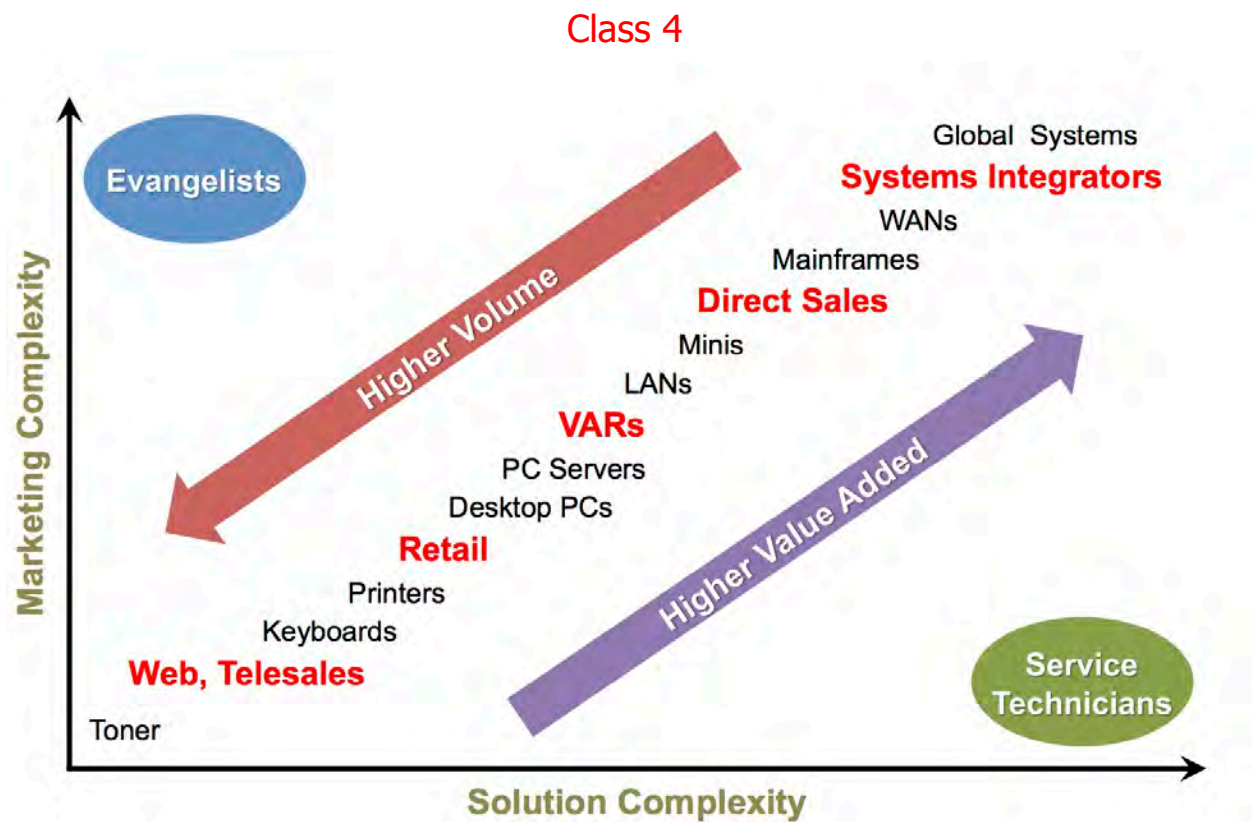 Class 4
Evangelists
Global Systems
Systems Integrators
WANs
Mainframes
Direct Sales
Higher Volume
Minis
LANs
VARs
PC Servers
Desktop PCs
Retail
Higher Value Added
Printers
Keyboards
Web, Telesales
Toner
Service
Technicians
Marketing Complexity
Solution Complexity